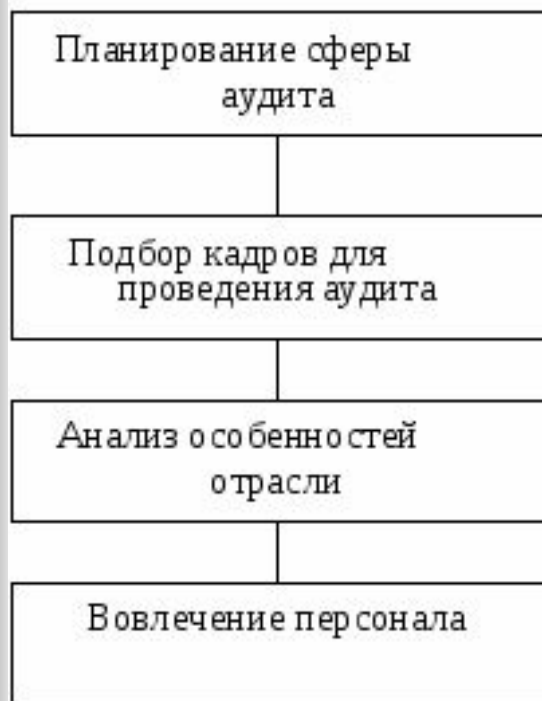 Планирование сферы
аудита
Подбор кадров для
проведения аудита
Анализ особенностей
отрасли
Вовлечение персонала